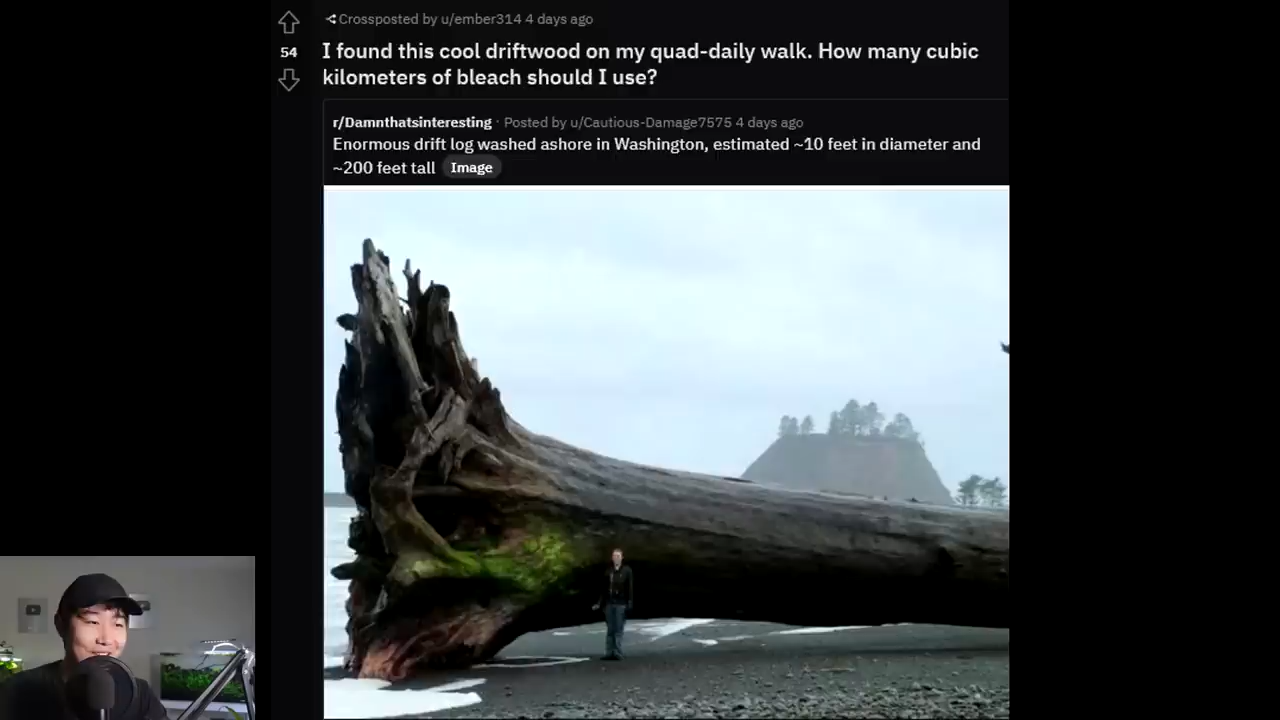 Crossposted by u/ember314 4 days ago
54
I found this cool driftwood on my quad-daily walk. How many cubic
kilometers of bleach should I use?
r/Damnthatsinteresting · Posted by u/Cautious-Damage7575 4 days ago
Enormous drift log washed ashore in Washington, estimated ~10 feet in diameter and
~200 feet tall Image